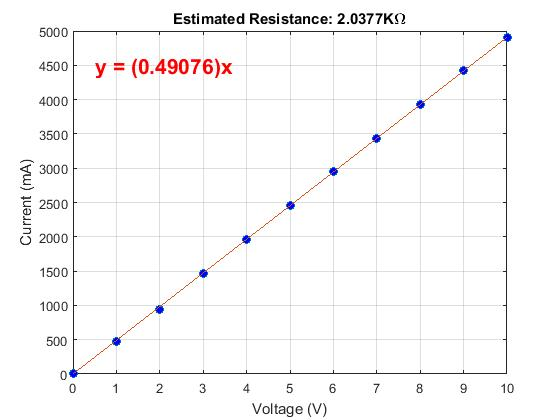 Estimated Resistance: 2.0377KΩ
y = (0.49076)x
5000
4500
4000
3500
3000
2500
2000
1500
1000
500
0
Current (mA)
0 1 2 3 4 5 6 7 8 9 10
Voltage (V)